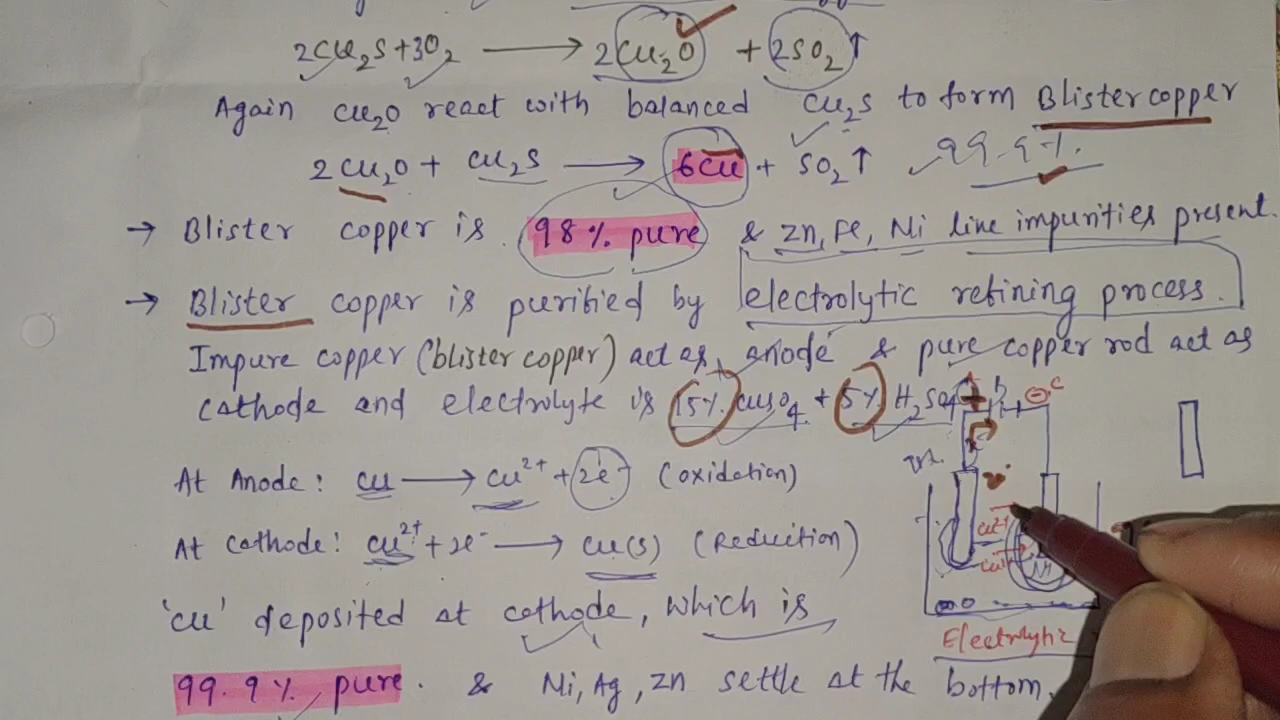 2Cu₂S+3O₂ ⟶ 2Cu₂O + 2SO₂↑
Again Cu₂O react with balanced Cu₂S to form Blister copper
2Cu₂O + Cu₂S ⟶ 6Cu + SO₂↑ 99.9%.
→ Blister copper is 98% pure & Zn, Fe, Ni line impurities present.
→ Blister copper is purified by electrolytic refining process.
Impure copper (blister copper) act as anode & pure copper rod act as
cathode and electrolyte is 15% CuSO₄ + 5% H₂SO₄
At Anode: Cu ⟶ Cu²⁺ + 2e⁻ (oxidation)
At cathode: Cu²⁺ + 2e⁻ ⟶ Cu(s) (Reduction)
'Cu' deposited at cathode, which is
Electrolytic
99.9% pure. & Ni, Ag, Zn settle at the bottom.